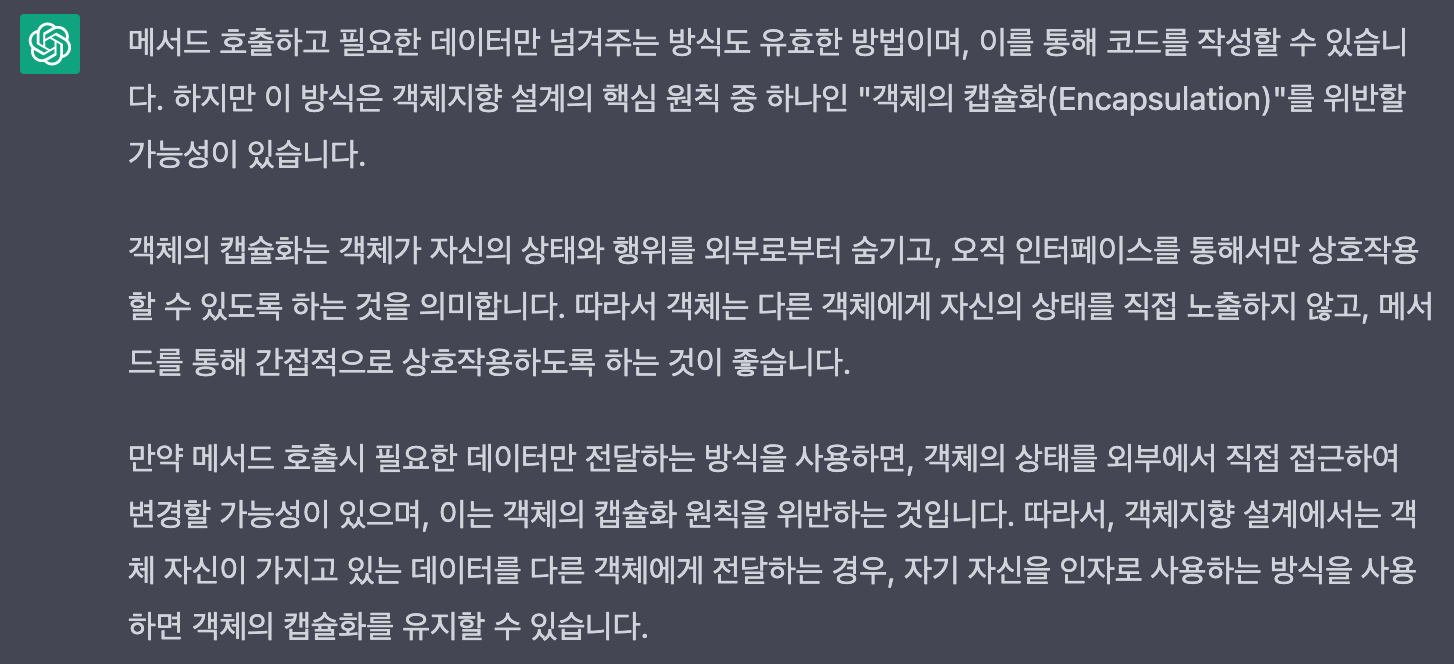 메서드 호출하고 필요한 데이터만 넘겨주는 방식도 유효한 방법이며, 이를 통해 코드를 작성할 수 있습니
다. 하지만 이 방식은 객체지향 설계의 핵심 원칙 중 하나인 "객체의 캡슐화(Encapsulation)"를 위반할
가능성이 있습니다.
객체의 캡슐화는 객체가 자신의 상태와 행위를 외부로부터 숨기고, 오직 인터페이스를 통해서만 상호작용
할 수 있도록 하는 것을 의미합니다. 따라서 객체는 다른 객체에게 자신의 상태를 직접 노출하지 않고, 메서
드를 통해 간접적으로 상호작용하도록 하는 것이 좋습니다.
만약 메서드 호출시 필요한 데이터만 전달하는 방식을 사용하면, 객체의 상태를 외부에서 직접 접근하여
변경할 가능성이 있으며, 이는 객체의 캡슐화 원칙을 위반하는 것입니다. 따라서, 객체지향 설계에서는 객
체 자신이 가지고 있는 데이터를 다른 객체에게 전달하는 경우, 자기 자신을 인자로 사용하는 방식을 사용
하면 객체의 캡슐화를 유지할 수 있습니다.